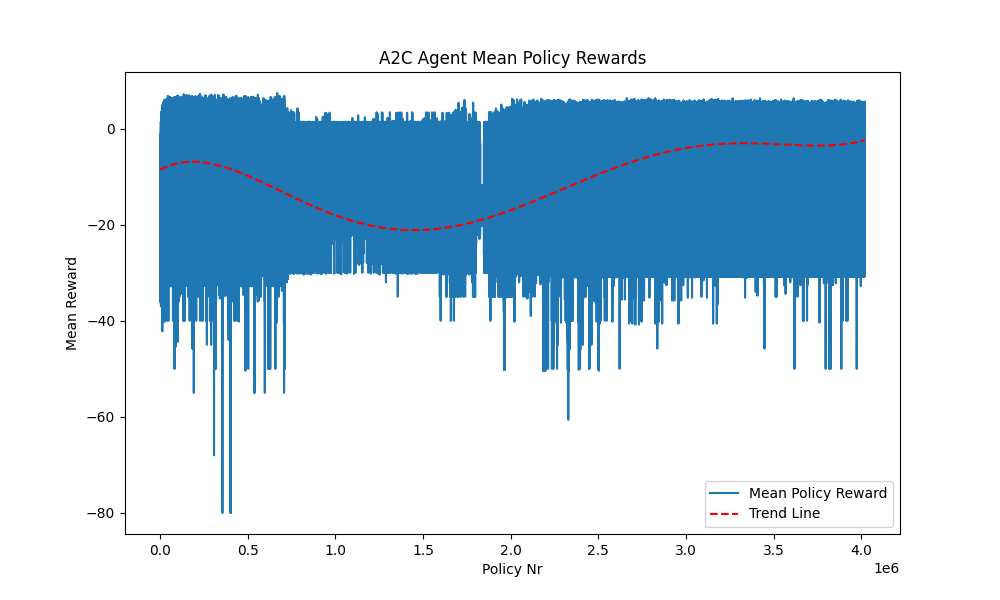 A2C Agent Mean Policy Rewards
Mean Reward
0
−20
−40
−60
−80
0.0 0.5 1.0 1.5 2.0 2.5 3.0 3.5 4.0
1e6
Policy Nr
Mean Policy Reward
Trend Line